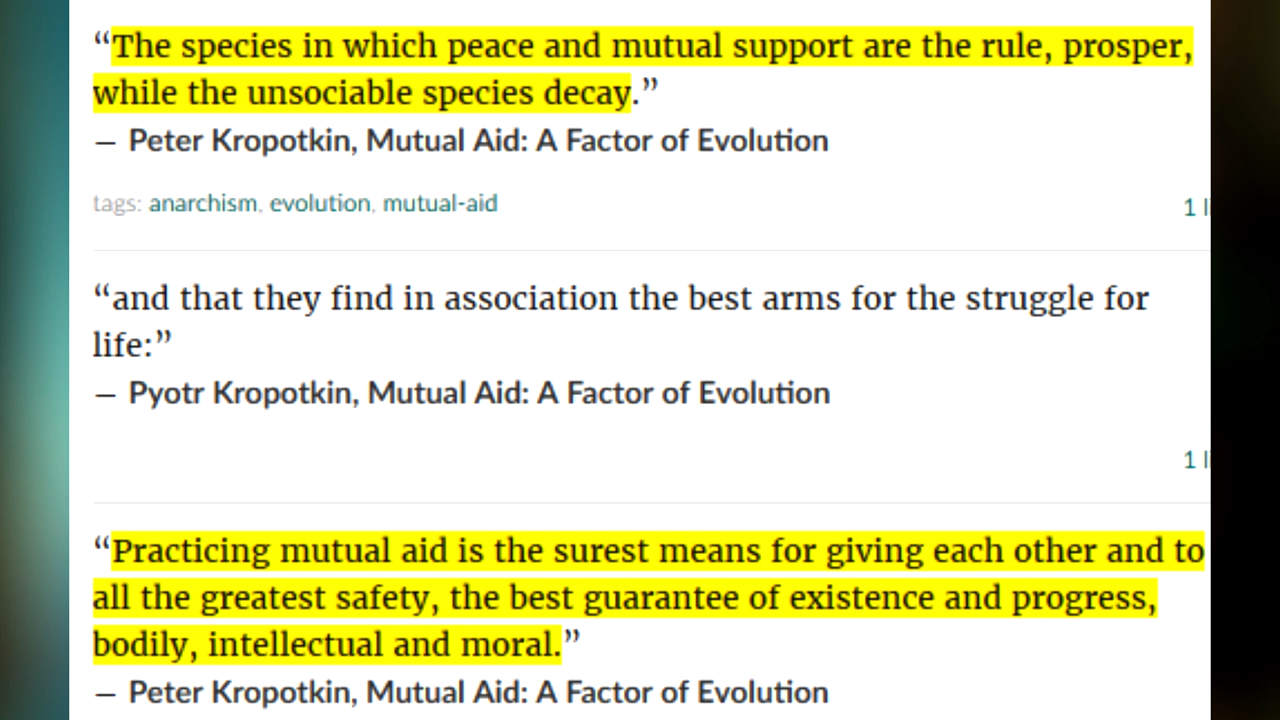 “The species in which peace and mutual support are the rule, prosper,
while the unsociable species decay.”
― Peter Kropotkin, Mutual Aid: A Factor of Evolution
tags: anarchism, evolution, mutual-aid
1 l
“and that they find in association the best arms for the struggle for
life:”
― Pyotr Kropotkin, Mutual Aid: A Factor of Evolution
1 l
“Practicing mutual aid is the surest means for giving each other and to
all the greatest safety, the best guarantee of existence and progress,
bodily, intellectual and moral.”
― Peter Kropotkin, Mutual Aid: A Factor of Evolution